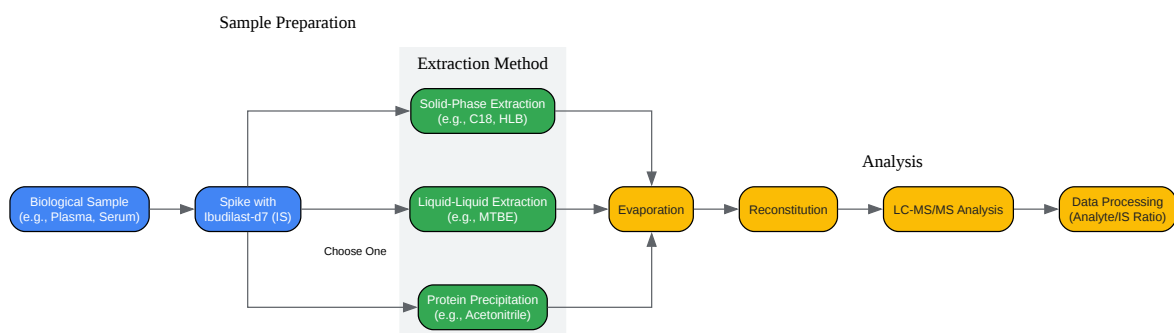 Sample Preparation
Extraction Method
Solid-Phase Extraction
(e.g., C18, HLB)
Analysis
Biological Sample
(e.g., Plasma, Serum)
Spike with
Ibudilast-d7 (IS)
Liquid-Liquid Extraction
(e.g., MTBE)
Evaporation
Reconstitution
LC-MS/MS Analysis
Data Processing
(Analyte/IS Ratio)
Choose One
Protein Precipitation
(e.g., Acetonitrile)